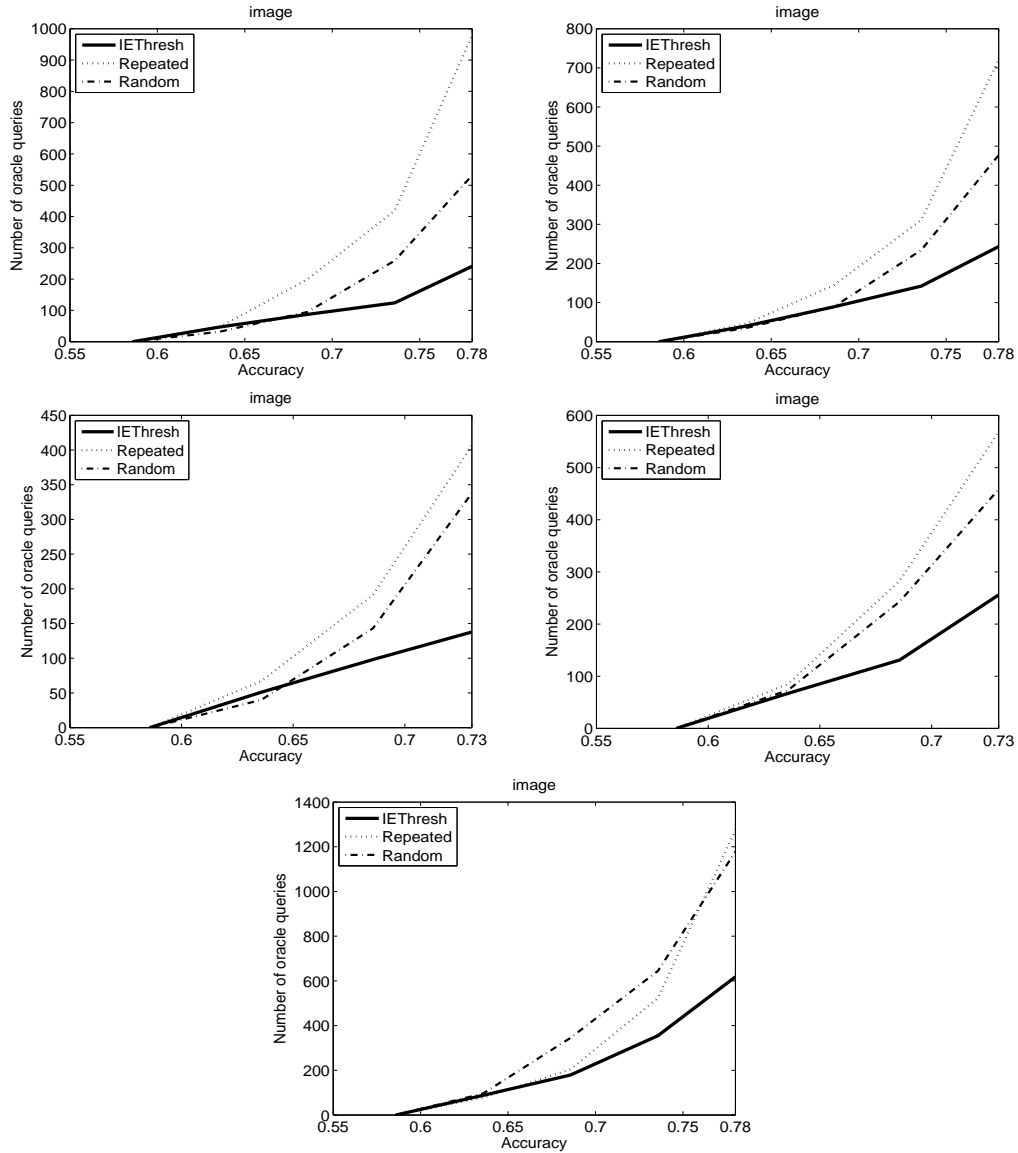 image
Number of oracle queries
1000
900
800
700
600
500
400
300
200
100
0
IEThresh
Repeated
Random
0.55 0.6 0.65 0.7 0.75 0.78
Accuracy
image
Number of oracle queries
800
700
600
500
400
300
200
100
0
IEThresh
Repeated
Random
0.55 0.6 0.65 0.7 0.75 0.78
Accuracy
image
Number of oracle queries
450
400
350
300
250
200
150
100
50
0
IEThresh
Repeated
Random
0.55 0.6 0.65 0.7 0.73
Accuracy
image
Number of oracle queries
600
500
400
300
200
100
0
IEThresh
Repeated
Random
0.55 0.6 0.65 0.7 0.73
Accuracy
image
Number of oracle queries
1400
1200
1000
800
600
400
200
0
IEThresh
Repeated
Random
0.55 0.6 0.65 0.7 0.75 0.78
Accuracy